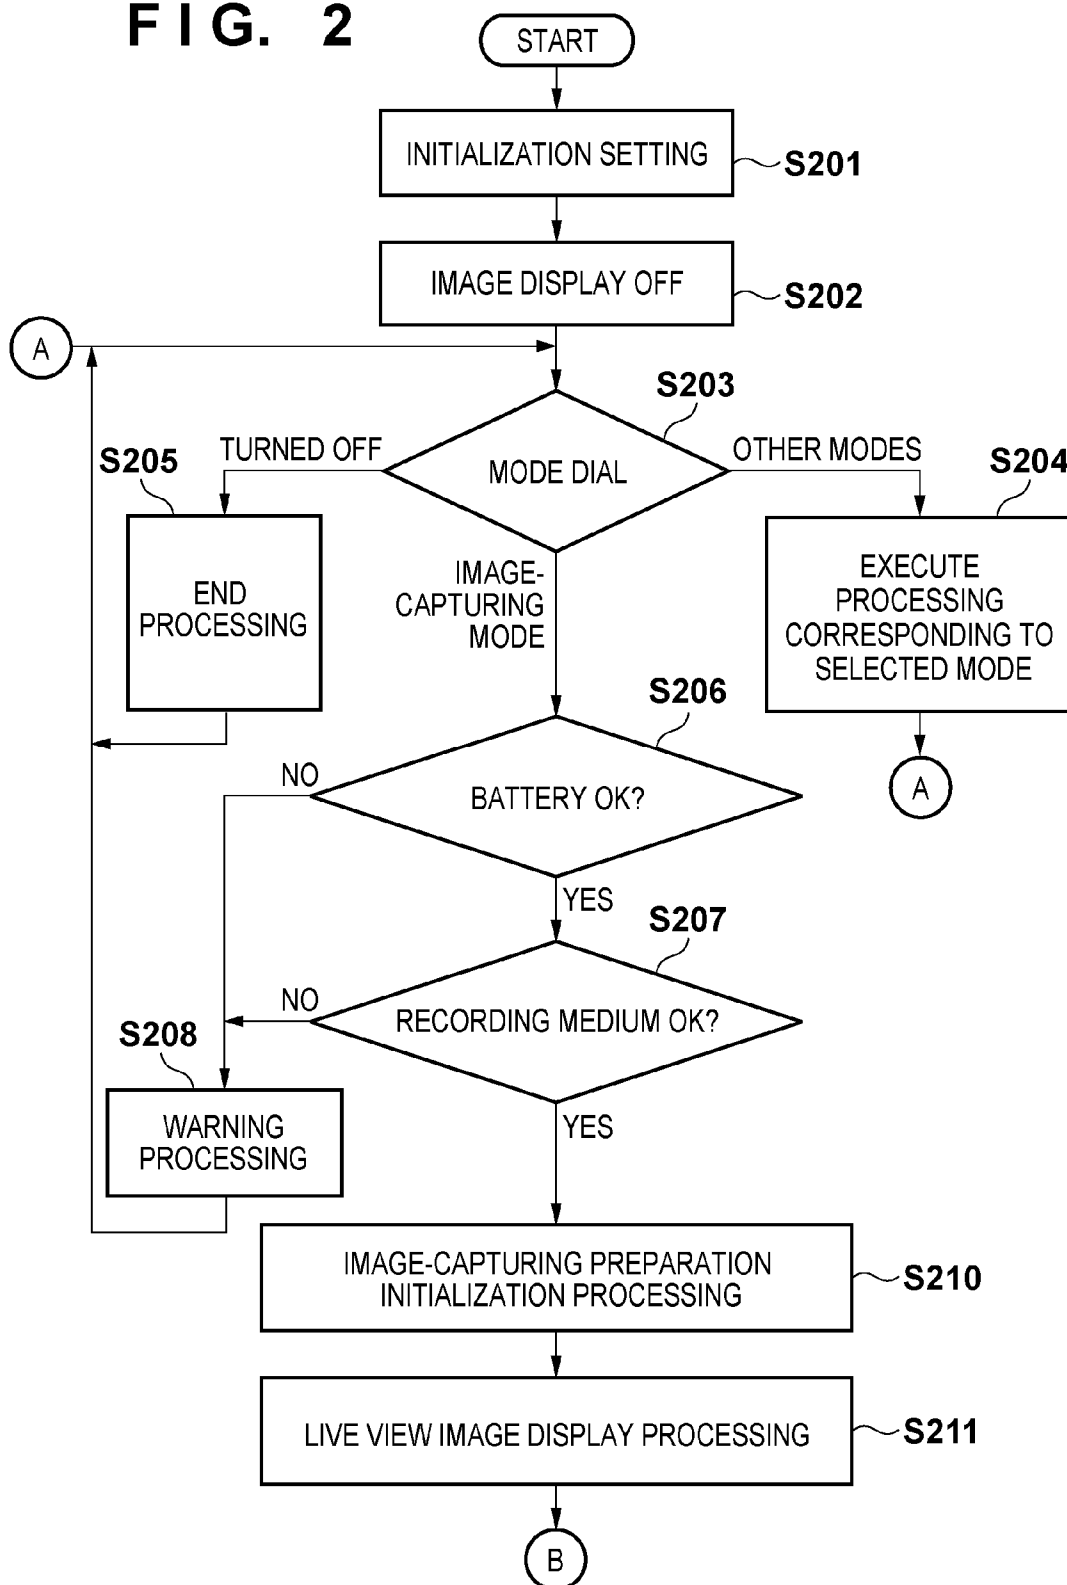 FIG. 2
START
INITIALIZATION SETTING
S201
IMAGE DISPLAY OFF
S202
A
S203
TURNED OFF
MODE DIAL
OTHER MODES
S205
S204
END
PROCESSING
IMAGE-
CAPTURING
MODE
EXECUTE
PROCESSING
CORRESPONDING TO
SELECTED MODE
S206
NO
BATTERY OK?
A
YES
S207
NO
RECORDING MEDIUM OK?
S208
YES
WARNING
PROCESSING
IMAGE-CAPTURING PREPARATION
INITIALIZATION PROCESSING
S210
LIVE VIEW IMAGE DISPLAY PROCESSING
S211
B